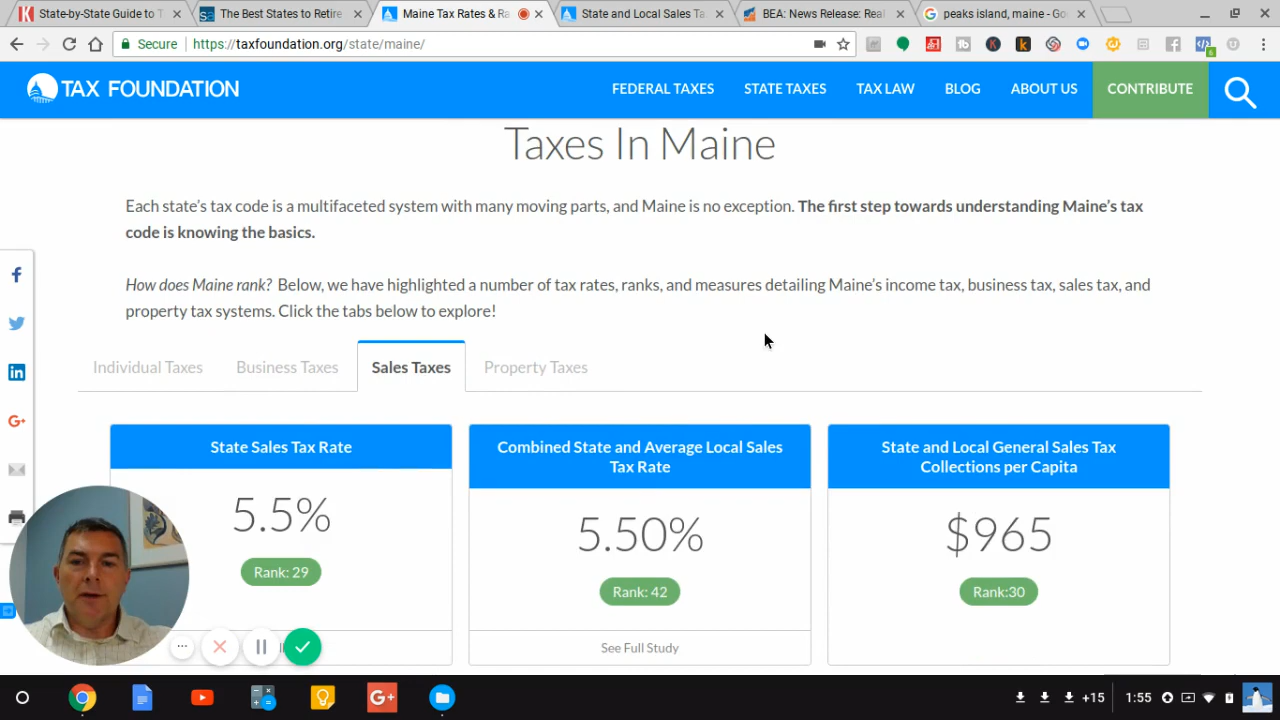 State-by-State Guide to T
The Best States to Retire
Maine Tax Rates & Ra
State and Local Sales Ta
BEA: News Release: Real
peaks island, maine - Go
Secure
https://taxfoundation.org/state/maine/
TAX FOUNDATION
FEDERAL TAXES
STATE TAXES
TAX LAW
BLOG
ABOUT US
CONTRIBUTE
Taxes In Maine
Each state's tax code is a multifaceted system with many moving parts, and Maine is no exception. The first step towards understanding Maine's tax
code is knowing the basics.
How does Maine rank? Below, we have highlighted a number of tax rates, ranks, and measures detailing Maine's income tax, business tax, sales tax, and
property tax systems. Click the tabs below to explore!
Individual Taxes
Business Taxes
Sales Taxes
Property Taxes
State Sales Tax Rate
5.5%
Rank: 29
Combined State and Average Local Sales
Tax Rate
5.50%
Rank: 42
See Full Study
State and Local General Sales Tax
Collections per Capita
$965
Rank:30
+15
1:55